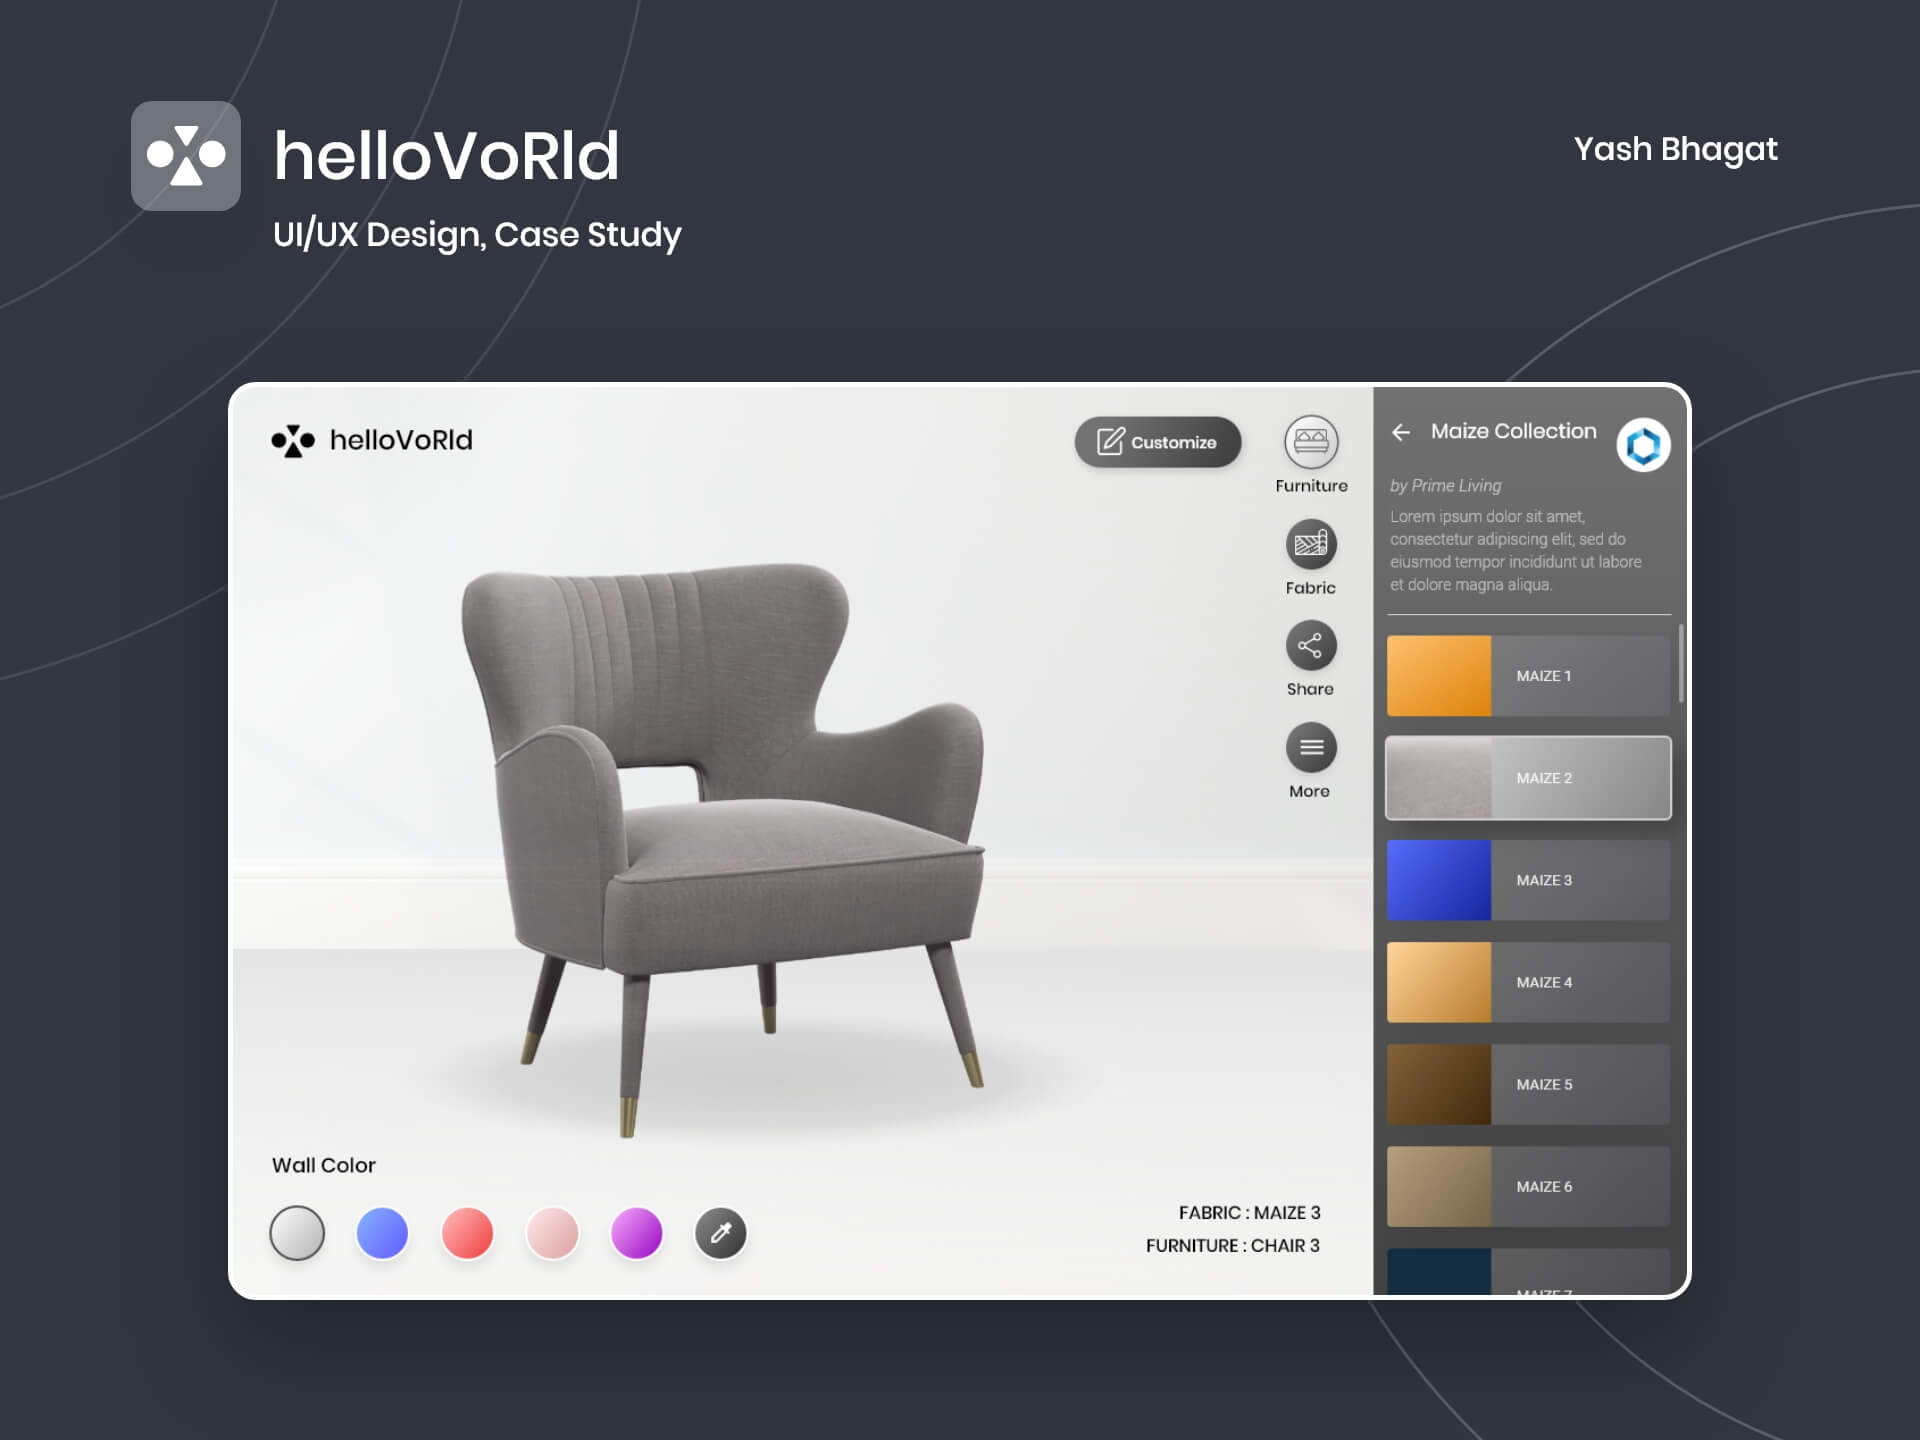 helloVoRld
UI/UX Design, Case Study
Yash Bhagat
helloVoRld
Customize
Furniture
Fabric
Share
More
Maize Collection
by Prime Living
Lorem ipsum dolor sit amet,
consectetur adipiscing elit, sed do
eiusmod tempor incididunt ut labore
et dolore magna aliqua.
MAIZE 1
MAIZE 2
MAIZE 3
MAIZE 4
MAIZE 5
MAIZE 6
MAIZE 7
Wall Color
FABRIC : MAIZE 3
FURNITURE : CHAIR 3